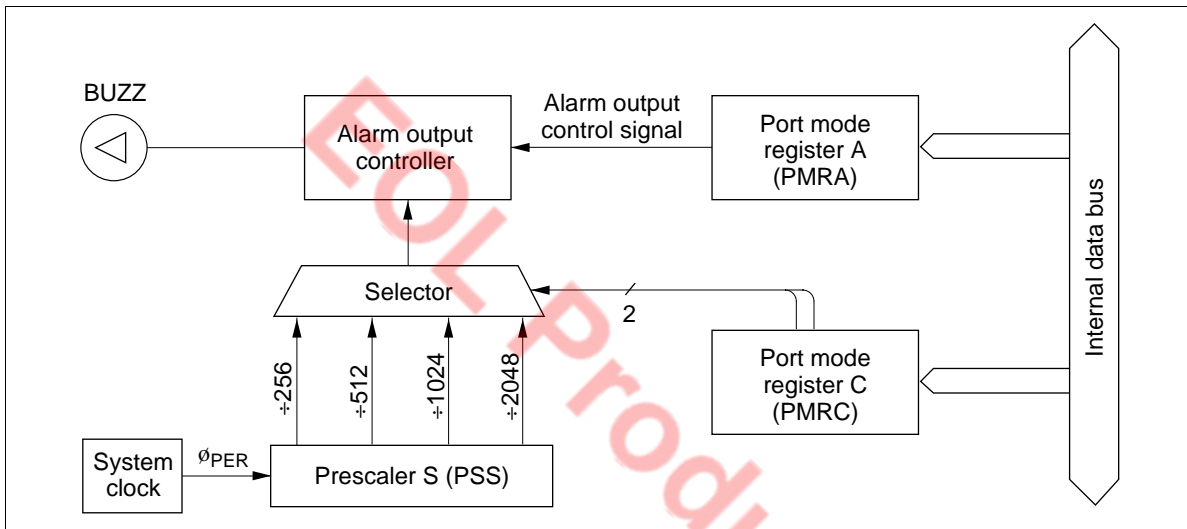 BUZZ
Alarm output
controller
Alarm output
control signal
Port mode
register A
(PMRA)
Internal data bus
Selector
2
Port mode
register C
(PMRC)
÷256
÷512
÷1024
÷2048
System
clock
øPER
Prescaler S (PSS)
EOL Produ